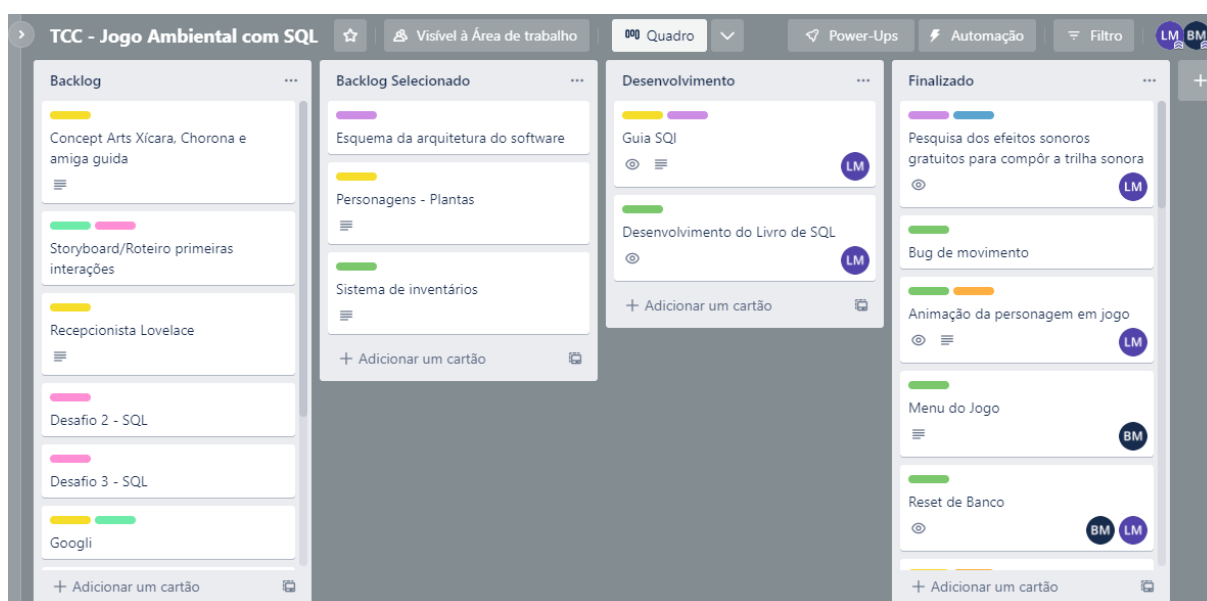 TCC - Jogo Ambiental com SQL
Visível à Área de trabalho
Quadro
Power-Ups
Automação
Filtro
LM
BM
Backlog
Concept Arts Xícara, Chorona e
amiga guida
Storyboard/Roteiro primeiras
interações
Recepcionista Lovelace
Desafio 2 - SQL
Desafio 3 - SQL
Googli
+ Adicionar um cartão
Backlog Selecionado
Esquema da arquitetura do software
Personagens - Plantas
Sistema de inventários
+ Adicionar um cartão
Desenvolvimento
Guia SQl
LM
Desenvolvimento do Livro de SQL
LM
+ Adicionar um cartão
Finalizado
Pesquisa dos efeitos sonoros
gratuitos para compôr a trilha sonora
LM
Bug de movimento
Animação da personagem em jogo
LM
Menu do Jogo
BM
Reset de Banco
BM
LM
+ Adicionar um cartão